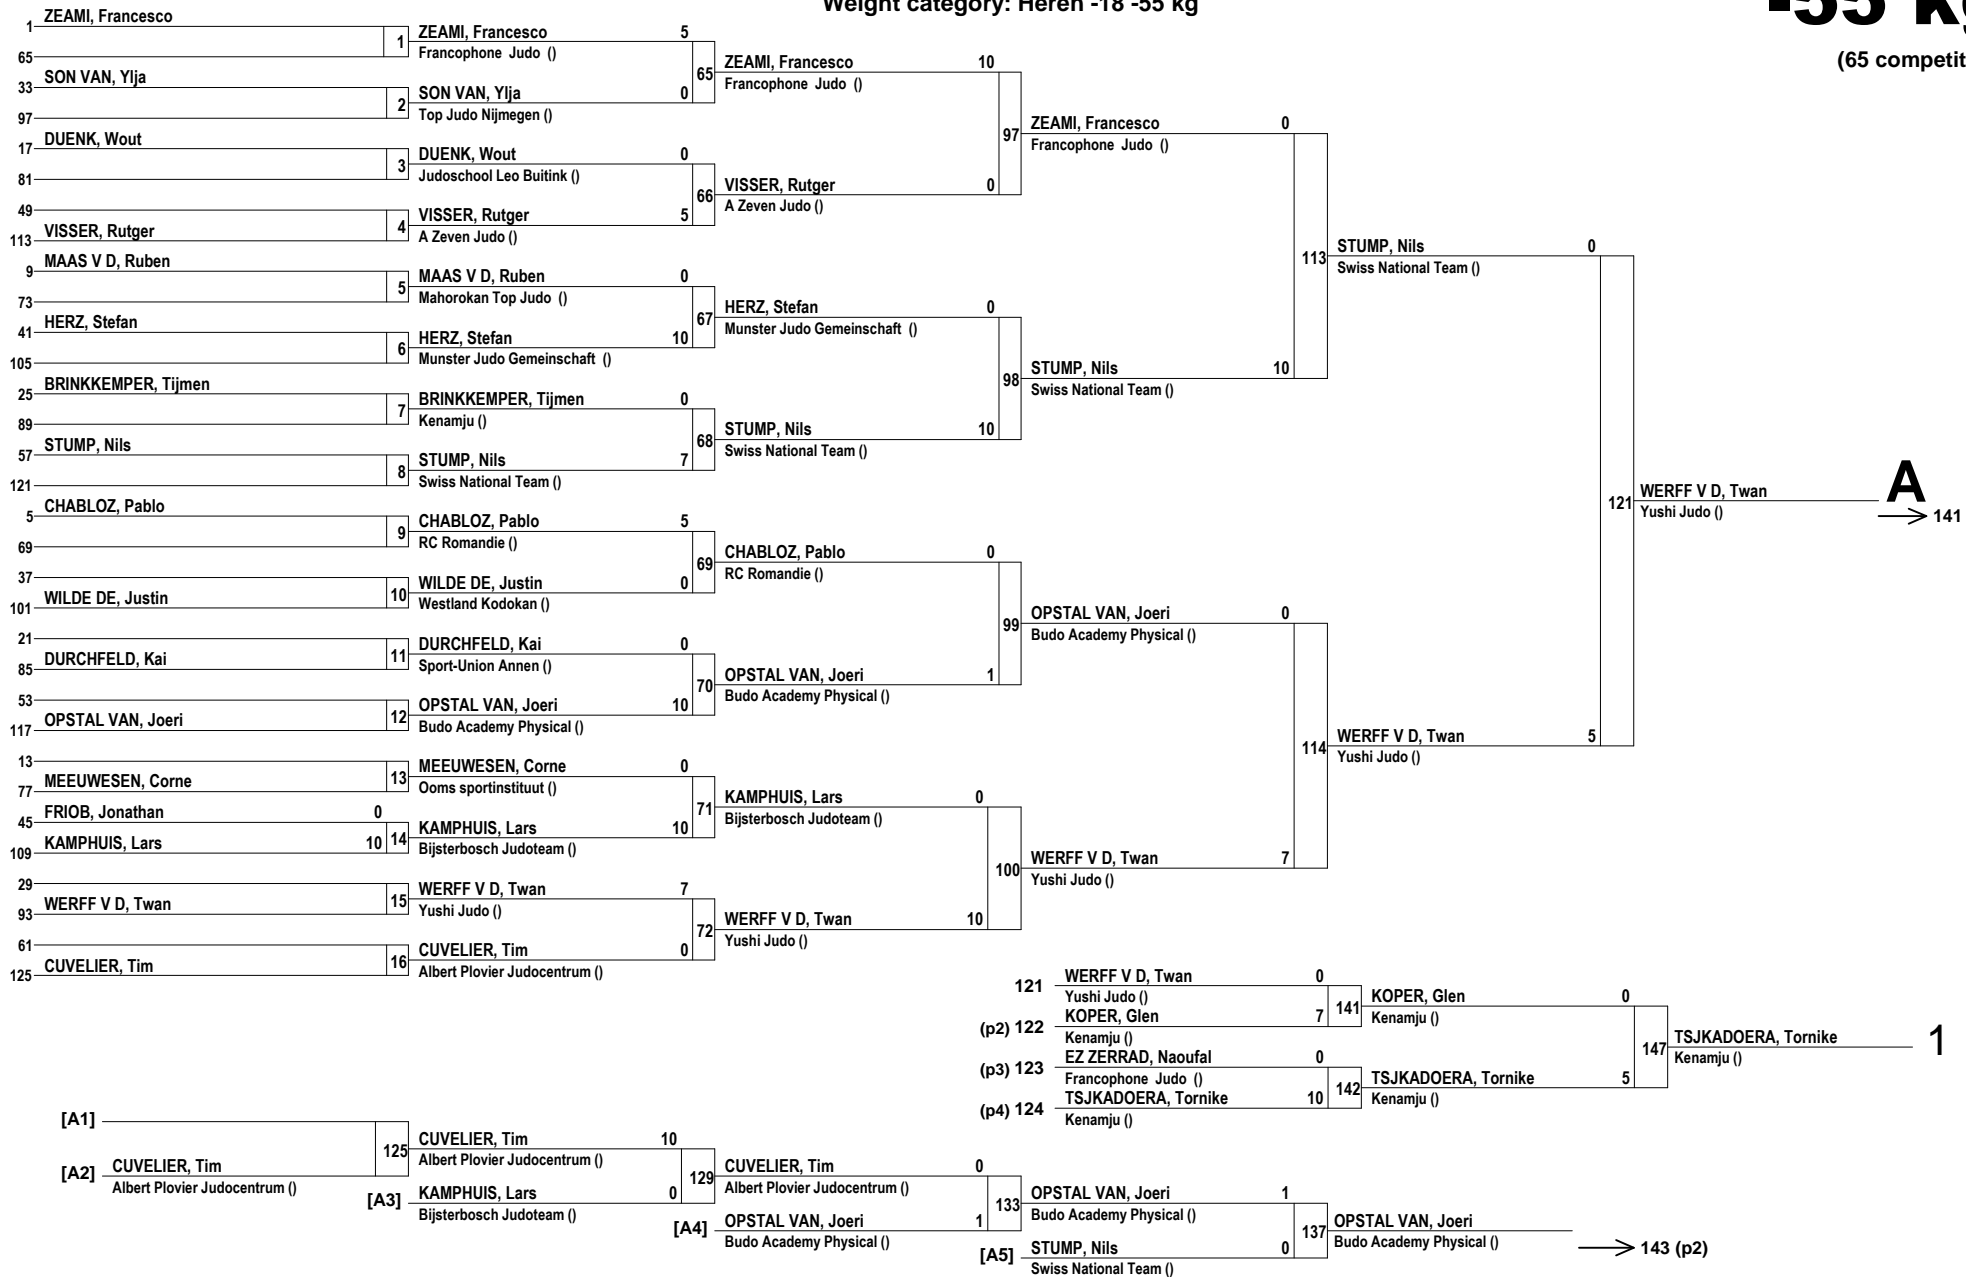 Weight category: Heren -18 -55 kg
-55 kg
(65 competit
1 ZEAMI, Francesco
65
1
33 SON VAN, Ylja
97
2
17 DUENK, Wout
81
3
49
113 VISSER, Rutger
4
9 MAAS V D, Ruben
73
5
41 HERZ, Stefan
105
6
25 BRINKKEMPER, Tijmen
89
7
57 STUMP, Nils
121
8
5 CHABLOZ, Pablo
69
9
37
101 WILDE DE, Justin
10
21
85 DURCHFELD, Kai
11
53
117 OPSTAL VAN, Joeri
12
13
77 MEEUWESEN, Corne
13
45 FRIOB, Jonathan 0
109 KAMPHUIS, Lars 10
14
29
93 WERFF V D, Twan
15
61
125 CUVELIER, Tim
16
ZEAMI, Francesco 5
Francophone Judo ()
65
SON VAN, Ylja 0
Top Judo Nijmegen ()
DUENK, Wout 0
Judoschool Leo Buitink ()
66
VISSER, Rutger 5
A Zeven Judo ()
MAAS V D, Ruben 0
Mahorokan Top Judo ()
67
HERZ, Stefan 10
Munster Judo Gemeinschaft ()
BRINKKEMPER, Tijmen 0
Kenamju ()
68
STUMP, Nils 7
Swiss National Team ()
CHABLOZ, Pablo 5
RC Romandie ()
69
WILDE DE, Justin 0
Westland Kodokan ()
DURCHFELD, Kai 0
Sport-Union Annen ()
70
OPSTAL VAN, Joeri 10
Budo Academy Physical ()
MEEUWESEN, Corne 0
Ooms sportinstituut ()
71
KAMPHUIS, Lars 10
Bijsterbosch Judoteam ()
WERFF V D, Twan 7
Yushi Judo ()
72
CUVELIER, Tim 0
Albert Plovier Judocentrum ()
ZEAMI, Francesco 10
Francophone Judo ()
97
VISSER, Rutger 0
A Zeven Judo ()
HERZ, Stefan 0
Munster Judo Gemeinschaft ()
98
STUMP, Nils 10
Swiss National Team ()
CHABLOZ, Pablo 0
RC Romandie ()
99
OPSTAL VAN, Joeri 1
Budo Academy Physical ()
KAMPHUIS, Lars 0
Bijsterbosch Judoteam ()
100
WERFF V D, Twan 10
Yushi Judo ()
ZEAMI, Francesco 0
Francophone Judo ()
113
STUMP, Nils 10
Swiss National Team ()
OPSTAL VAN, Joeri 0
Budo Academy Physical ()
114
WERFF V D, Twan 7
Yushi Judo ()
STUMP, Nils 0
Swiss National Team ()
121
WERFF V D, Twan 5
Yushi Judo ()
WERFF V D, Twan
Yushi Judo ()
A
141
121 WERFF V D, Twan 0
Yushi Judo ()
141
(p2) 122 KOPER, Glen 7
Kenamju ()
(p3) 123 EZ ZERRAD, Naoufal 0
Francophone Judo ()
142
(p4) 124 TSJKADOERA, Tornike 10
Kenamju ()
KOPER, Glen 0
Kenamju ()
147
TSJKADOERA, Tornike 5
Kenamju ()
TSJKADOERA, Tornike
Kenamju ()
1
[A1]
125
[A2] CUVELIER, Tim
Albert Plovier Judocentrum ()
CUVELIER, Tim 10
Albert Plovier Judocentrum ()
129
[A3] KAMPHUIS, Lars 0
Bijsterbosch Judoteam ()
CUVELIER, Tim 0
Albert Plovier Judocentrum ()
133
[A4] OPSTAL VAN, Joeri 1
Budo Academy Physical ()
OPSTAL VAN, Joeri 1
Budo Academy Physical ()
137
[A5] STUMP, Nils 0
Swiss National Team ()
OPSTAL VAN, Joeri
Budo Academy Physical ()
143 (p2)